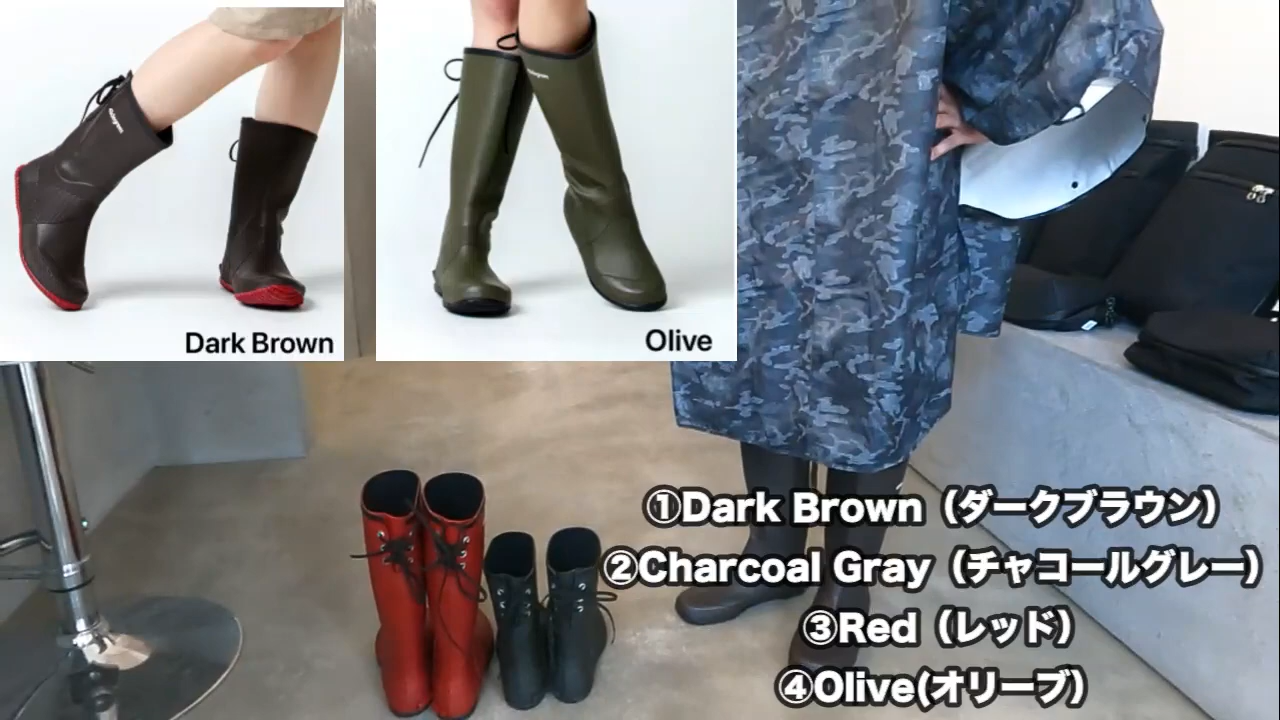 Dark Brown
Olive
①Dark Brown（ダークブラウン）
②Charcoal Gray（チャコールグレー）
③Red（レッド）
④Olive(オリーブ）